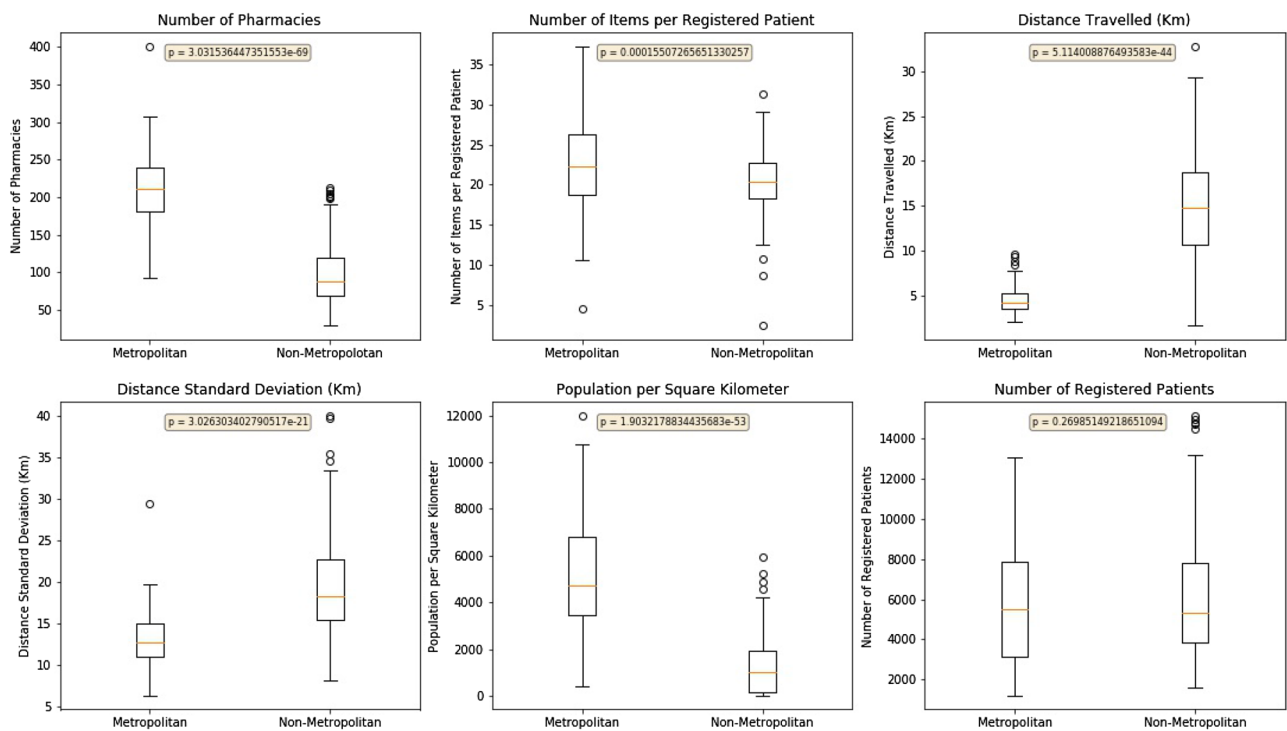 Number of Pharmacies
Number of Items per Registered Patient
Distance Travelled (Km)
p = 3.031536447351553e-69
p = 0.00015507265651330257
p = 5.114008876493583e-44
Number of Pharmacies
400
350
300
250
200
150
100
50
Metropolitan
Non-Metropolotan
Number of Items per Registered Patient
35
30
25
20
15
10
5
Metropolitan
Non-Metropolitan
Distance Travelled (Km)
30
25
20
15
10
5
Metropolitan
Non-Metropolitan
Distance Standard Deviation (Km)
Population per Square Kilometer
Number of Registered Patients
p = 3.026303402790517e-21
p = 1.9032178834435683e-53
p = 0.26985149218651094
Distance Standard Deviation (Km)
40
35
30
25
20
15
10
5
Metropolitan
Non-Metropolitan
Population per Square Kilometer
12000
10000
8000
6000
4000
2000
0
Metropolitan
Non-Metropolitan
Number of Registered Patients
14000
12000
10000
8000
6000
4000
2000
Metropolitan
Non-Metropolitan